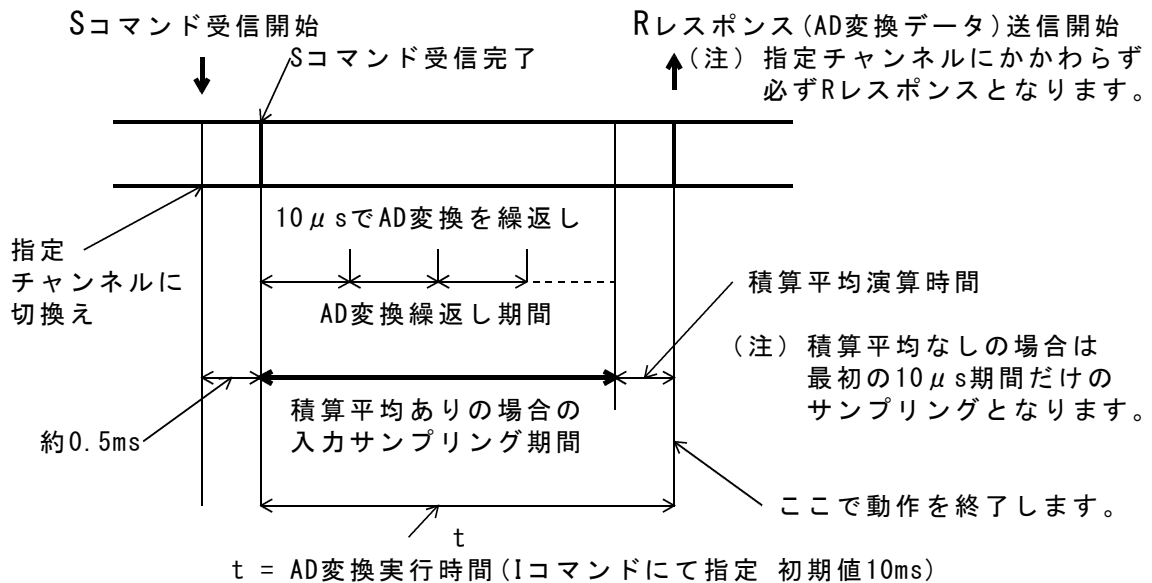 Sコマンド受信開始
Sコマンド受信完了
Rレスポンス(AD変換データ)送信開始
(注) 指定チャンネルにかかわらず
必ずRレスポンスとなります。
10μsでAD変換を繰返し
指定
チャンネルに
切換え
AD変換繰返し期間
積算平均演算時間
(注) 積算平均なしの場合は
最初の10μs期間だけの
サンプリングとなります。
積算平均ありの場合の
入力サンプリング期間
約0.5ms
ここで動作を終了します。
t
t = AD変換実行時間(Iコマンドにて指定 初期値10ms)